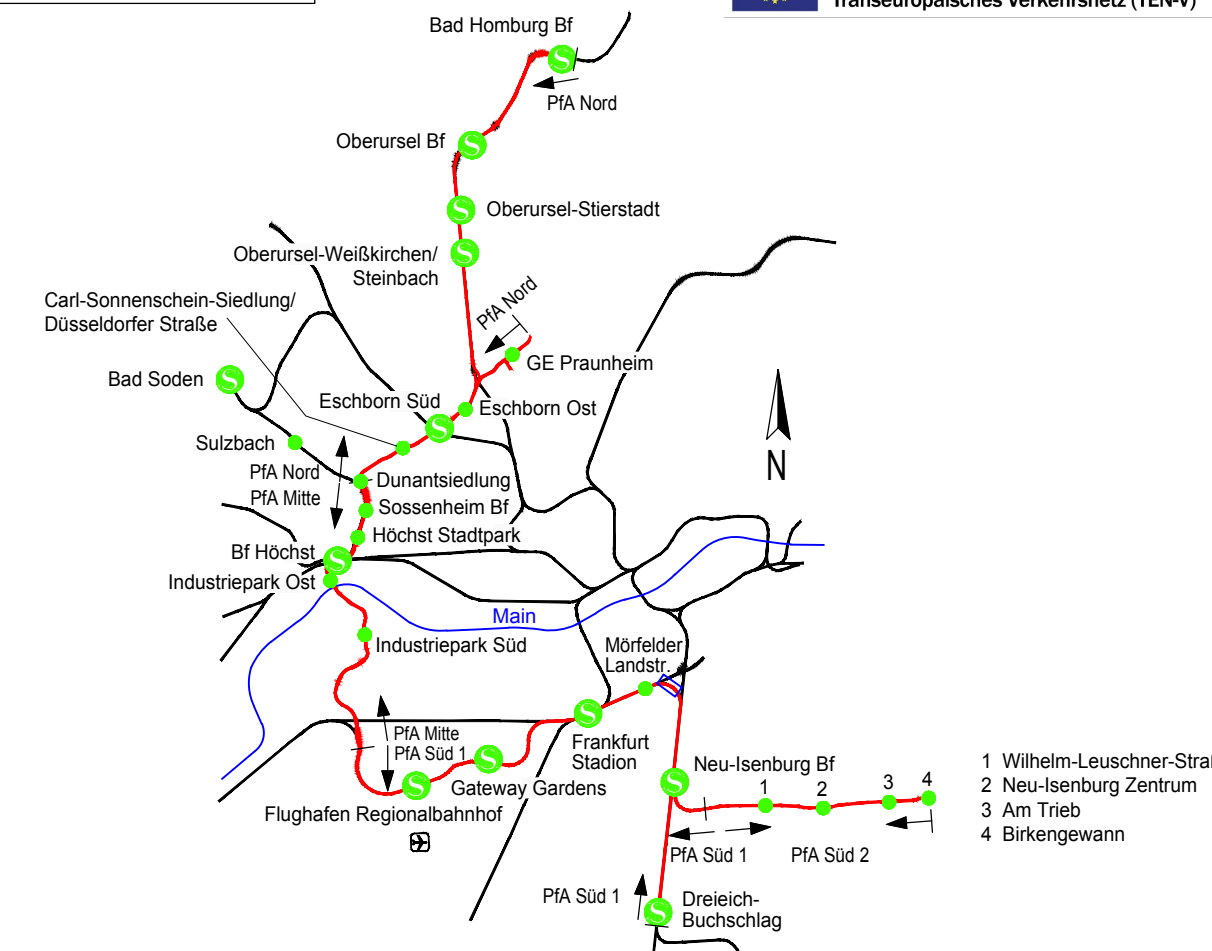 Transeuropäisches Verkehrsnetz (TEN-V)
Bad Homburg Bf
PfA Nord
Oberursel Bf
Oberursel-Stierstadt
Oberursel-Weißkirchen/
Steinbach
Carl-Sonnenschein-Siedlung/
Düsseldorfer Straße
PfA Nord
GE Praunheim
Bad Soden
Eschborn Süd
Eschborn Ost
Sulzbach
PfA Nord
PfA Mitte
Dunantsiedlung
Sossenheim Bf
Höchst Stadtpark
N
Bf Höchst
Industriepark Ost
Main
Industriepark Süd
Mörfelder
Landstr.
PfA Mitte
PfA Süd 1
Frankfurt
Stadion
Gateway Gardens
Flughafen Regionalbahnhof
Neu-Isenburg Bf
1 2 3 4
PfA Süd 1
PfA Süd 2
1 Wilhelm-Leuschner-Stra
2 Neu-Isenburg Zentrum
3 Am Trieb
4 Birkengewann
PfA Süd 1
Dreieich-
Buchschlag